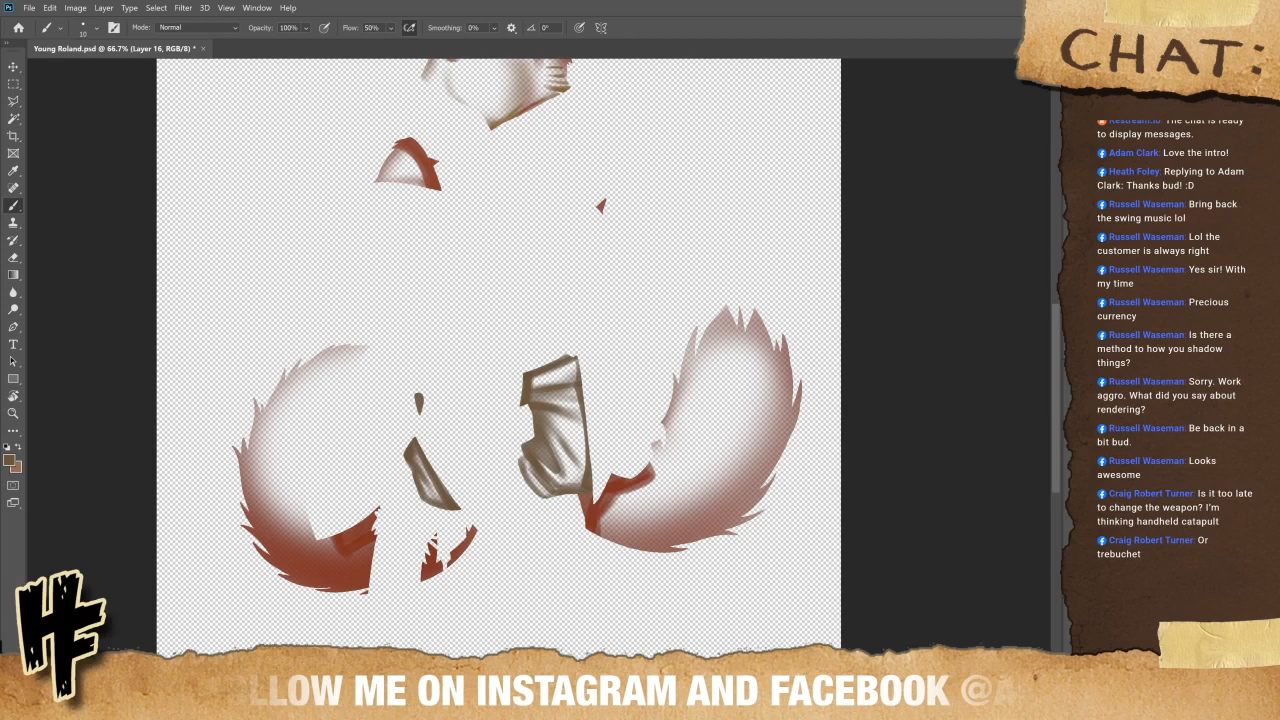 File Edit Image Layer Type Select Filter 3D View Window Help
Mode: Normal Opacity: 100% Flow: 50% Smoothing: 0% 0°
10
Young Roland.psd @ 66.7% (Layer 16, RGB/8) *
CHAT:
Restream.io: The chat is ready
to display messages.
Adam Clark: Love the intro!
Heath Foley: Replying to Adam
Clark: Thanks bud! :D
Russell Waseman: Bring back
the swing music lol
Russell Waseman: Lol the
customer is always right
Russell Waseman: Yes sir! With
my time
Russell Waseman: Precious
currency
Russell Waseman: Is there a
method to how you shadow
things?
Russell Waseman: Sorry. Work
aggro. What did you say about
rendering?
Russell Waseman: Be back in a
bit bud.
Russell Waseman: Looks
awesome
Craig Robert Turner: Is it too late
to change the weapon? I'm
thinking handheld catapult
Craig Robert Turner: Or
trebuchet
HF
LLOW ME ON INSTAGRAM AND FACEBOOK @A